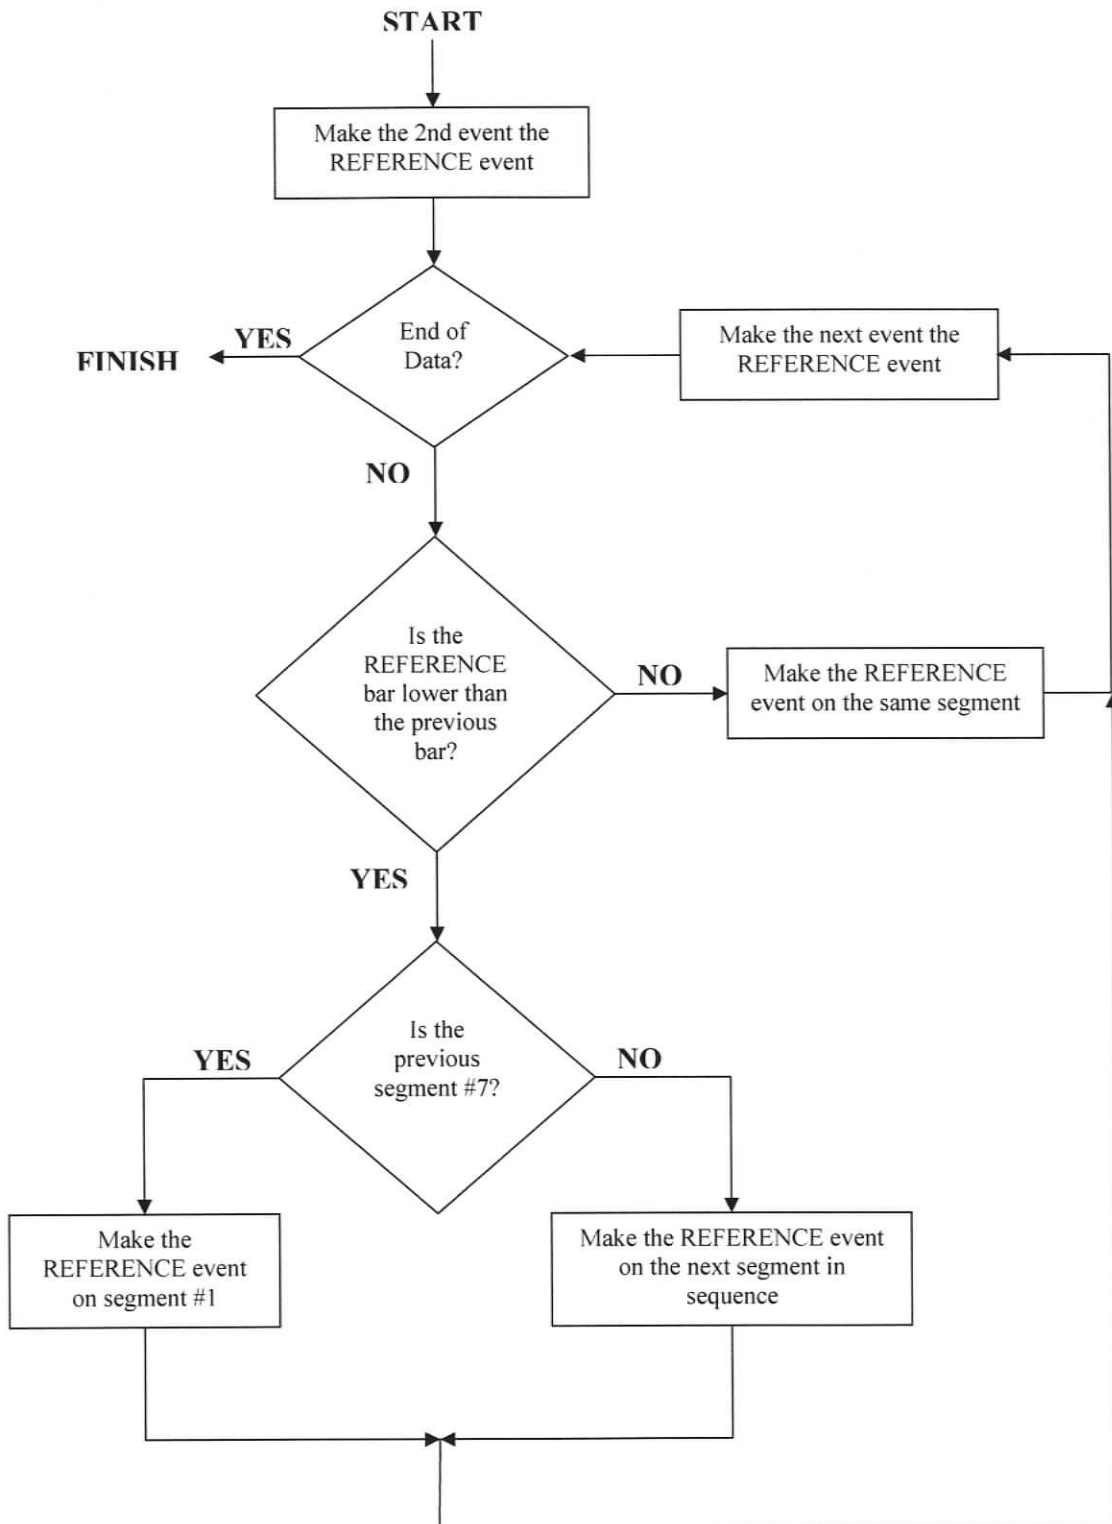 START
Make the 2nd event the
REFERENCE event
End of
Data?
YES
FINISH
Make the next event the
REFERENCE event
NO
Is the
REFERENCE
bar lower than
the previous
bar?
NO
Make the REFERENCE
event on the same segment
YES
Is the
previous
segment #7?
YES
NO
Make the
REFERENCE event
on segment #1
Make the REFERENCE event
on the next segment in
sequence